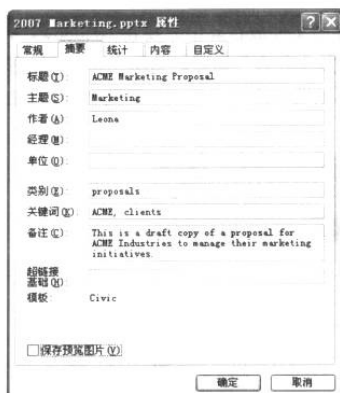 2007 Marketing.pptx 属性
常规 摘要 统计 内容 自定义
标题(T): ACME Marketing Proposal
主题(S): Marketing
作者(A): Leona
经理(M):
单位(O):
类别(E): proposals
关键词(K): ACME, clients
备注(C): This is a draft copy of a proposal for
ACME Industries to manage their marketing
initiatives.
超链接
基础(H)
模板: Civic
保存预览图片(V)
确定 取消